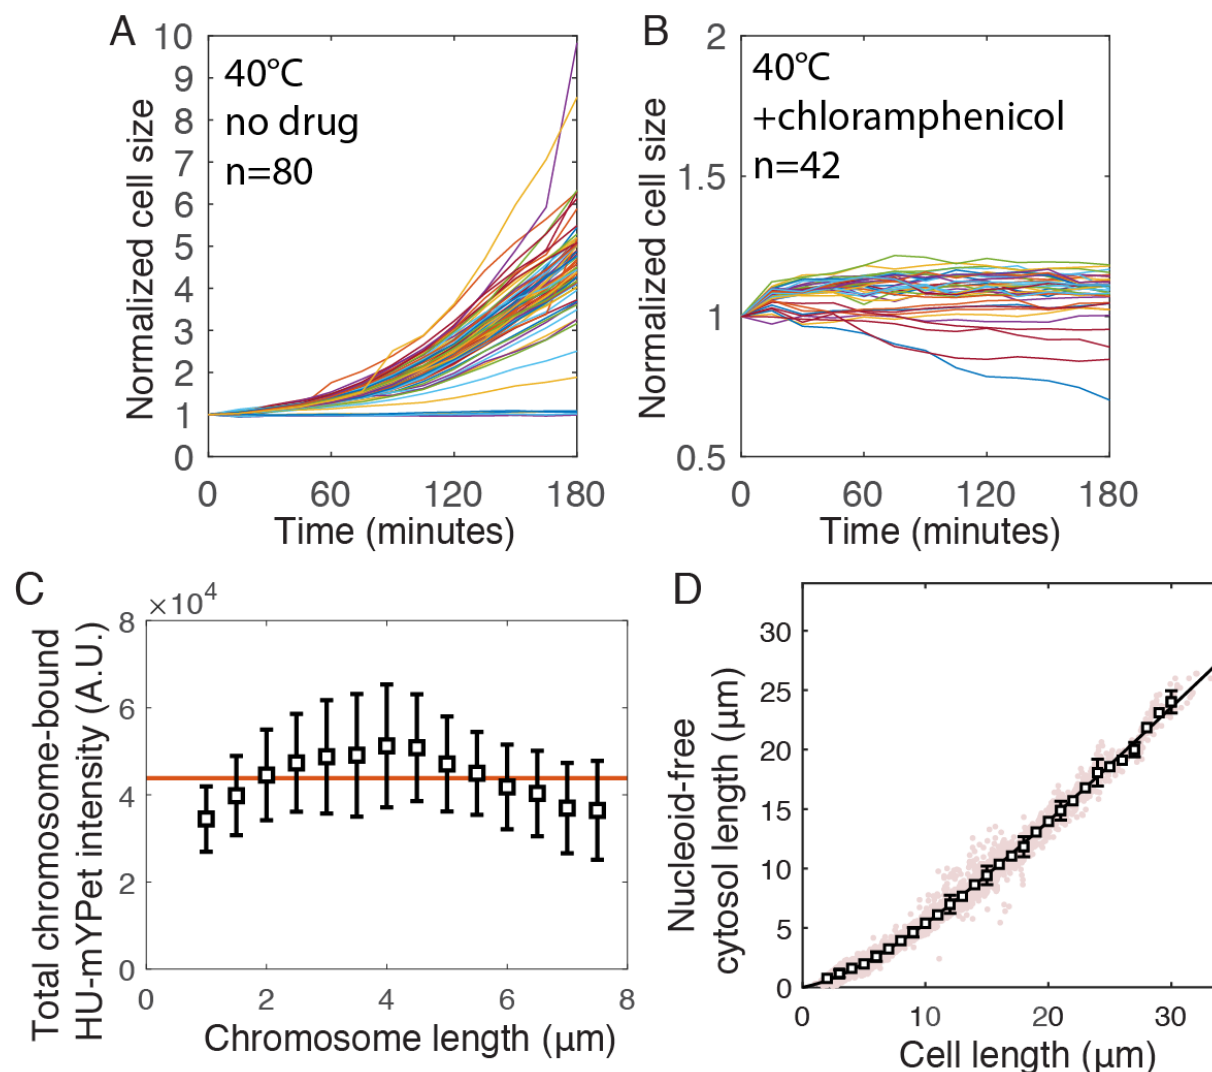 A
10
9
8
7
6
5
4
3
2
1
0
Normalized cell size
40°C
no drug
n=80
0
60
120
180
Time (minutes)
B
2
1.5
1
0.5
Normalized cell size
40°C
+chloramphenicol
n=42
0
60
120
180
Time (minutes)
C
×10⁴
8
6
4
2
0
Total chromosome-bound
HU-mYPet intensity (A.U.)
0
2
4
6
8
Chromosome length (μm)
D
30
25
20
15
10
5
0
Nucleoid-free
cytosol length (μm)
0
10
20
30
Cell length (μm)